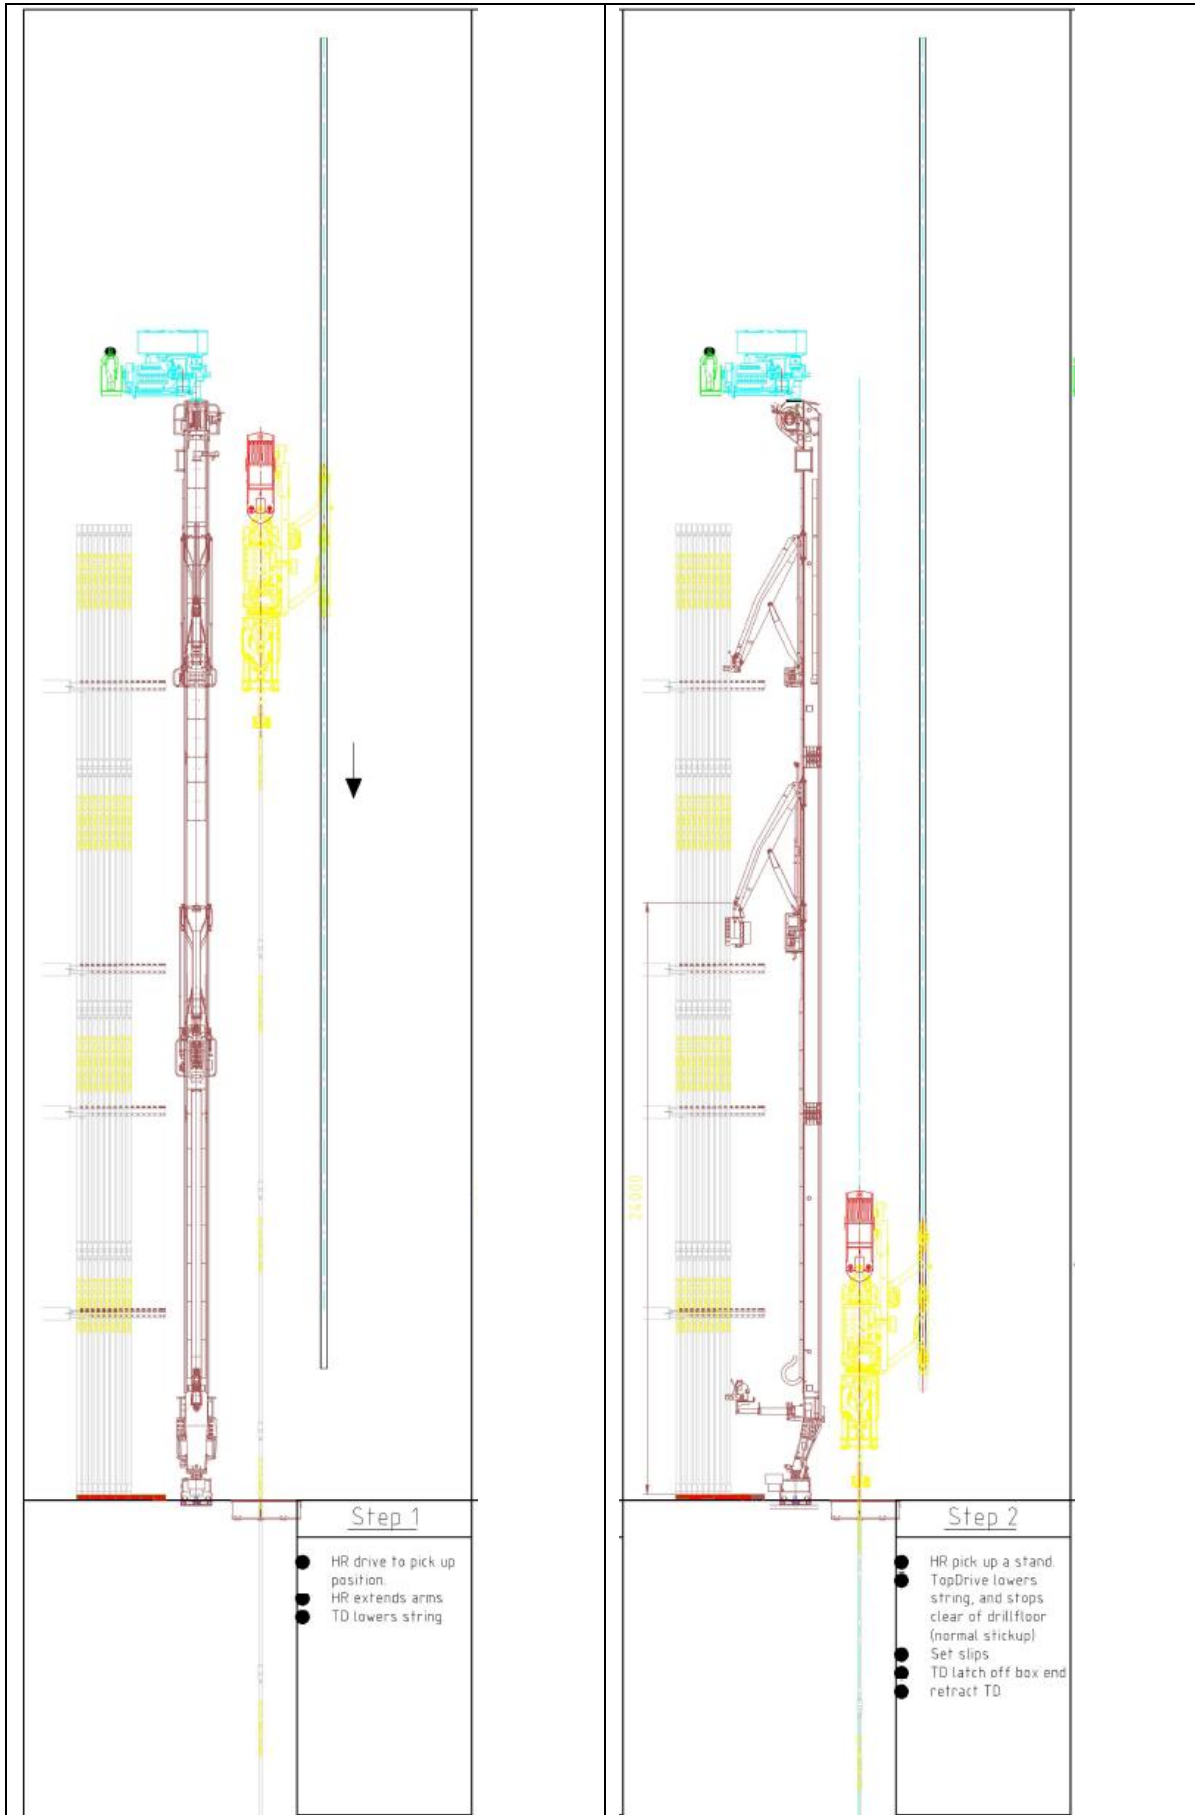 24000
Step 1
HR drive to pick up
position.
HR extends arms
TD lowers string
Step 2
HR pick up a stand.
TopDrive lowers
string, and stops
clear of drillfloor
(normal stickup)
Set slips
TD latch off box end
retract TD